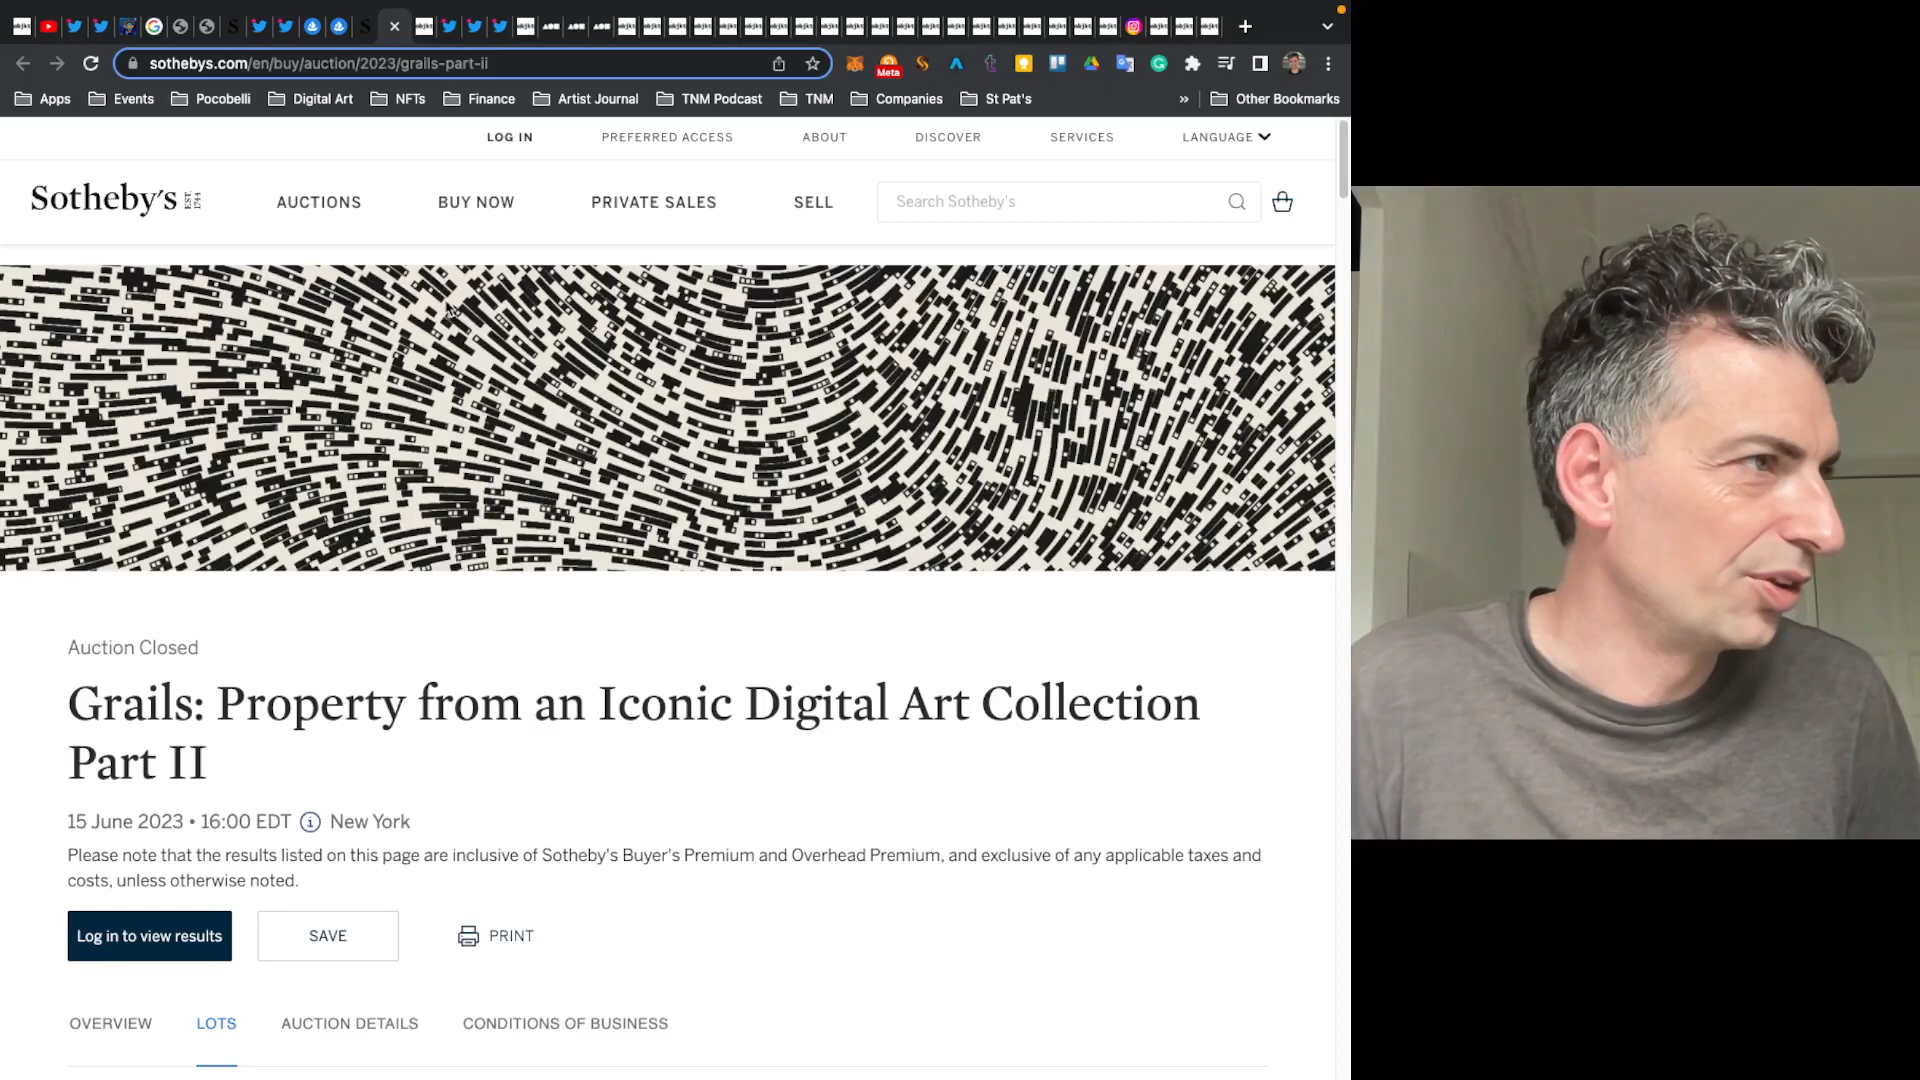 sothebys.com/en/buy/auction/2023/grails-part-ii
Meta
Apps Events Pocobelli Digital Art NFTs Finance Artist Journal TNM Podcast TNM Companies St Pat's » Other Bookmarks
LOG IN PREFERRED ACCESS ABOUT DISCOVER SERVICES LANGUAGE
Sotheby's EST. 1744 AUCTIONS BUY NOW PRIVATE SALES SELL Search Sotheby's
Auction Closed
Grails: Property from an Iconic Digital Art Collection
Part II
15 June 2023 • 16:00 EDT i New York
Please note that the results listed on this page are inclusive of Sotheby's Buyer's Premium and Overhead Premium, and exclusive of any applicable taxes and
costs, unless otherwise noted.
Log in to view results SAVE PRINT
OVERVIEW LOTS AUCTION DETAILS CONDITIONS OF BUSINESS